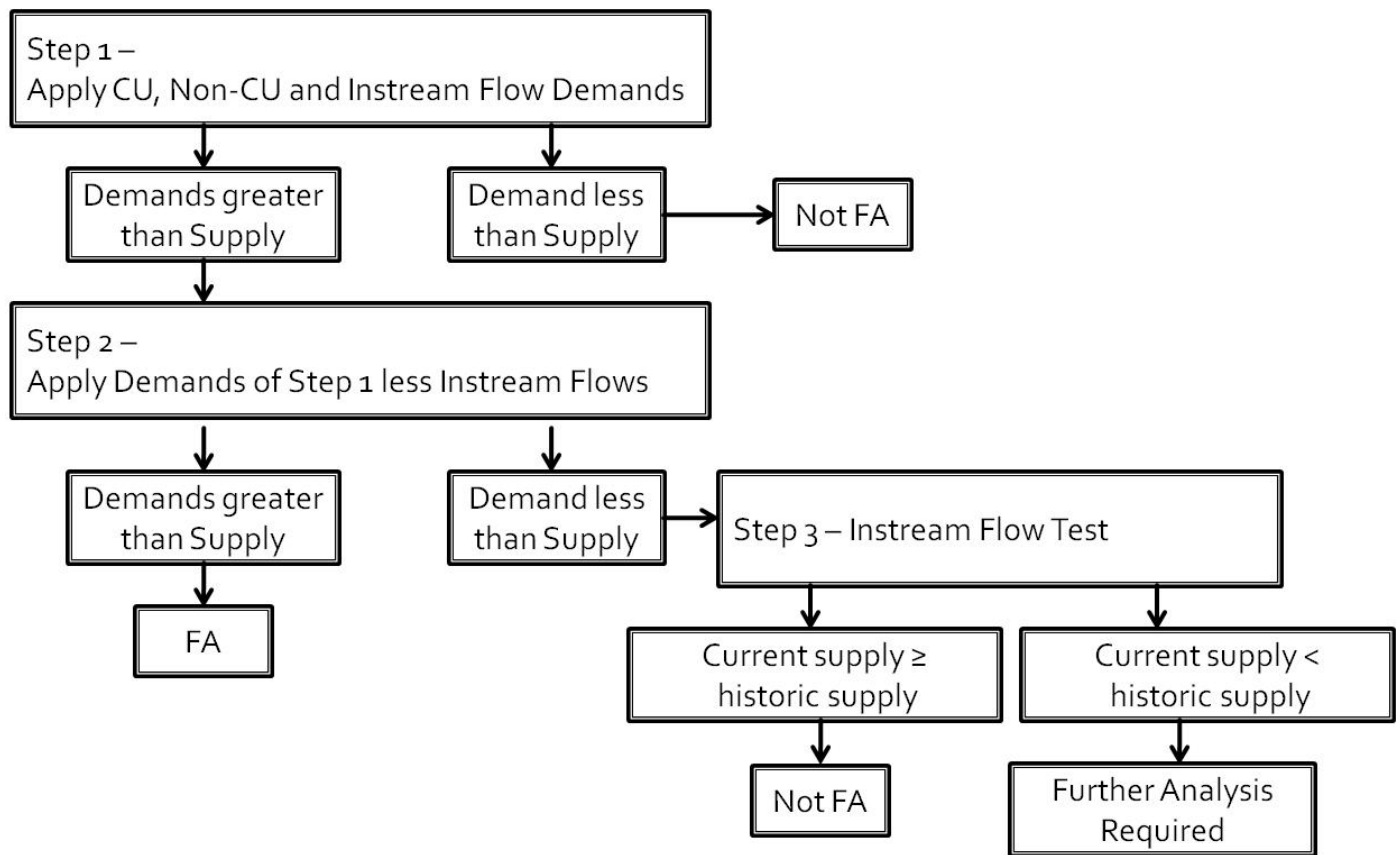 Step 1 –
Apply CU, Non-CU and Instream Flow Demands
Demands greater
than Supply
Demand less
than Supply
Not FA
Step 2 –
Apply Demands of Step 1 less Instream Flows
Demands greater
than Supply
Demand less
than Supply
Step 3 – Instream Flow Test
FA
Current supply ≥
historic supply
Current supply <
historic supply
Not FA
Further Analysis
Required